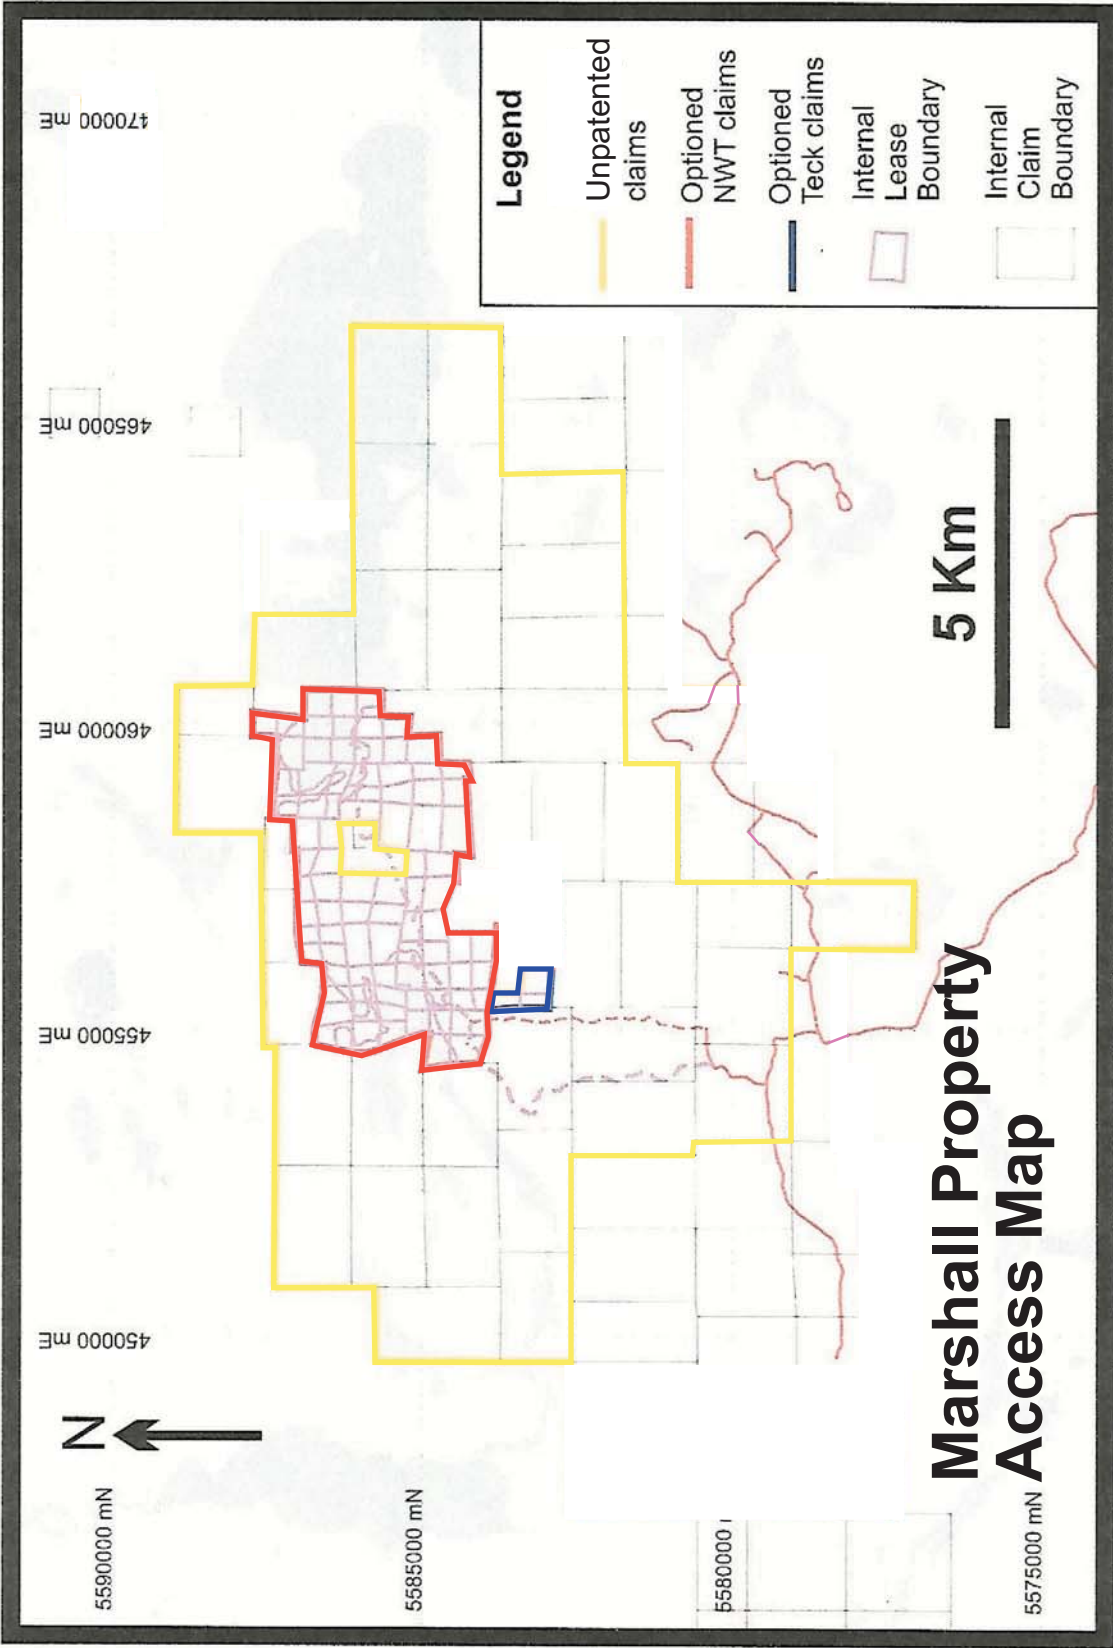 N
5590000 mN
5585000 mN
5580000
5575000 mN
450000 mE
455000 mE
460000 mE
465000 mE
470000 mE
Legend
Unpatented
claims
Optioned
NWT claims
Optioned
Teck claims
Internal
Lease
Boundary
Internal
Claim
Boundary
5 Km
Marshall Property
Access Map